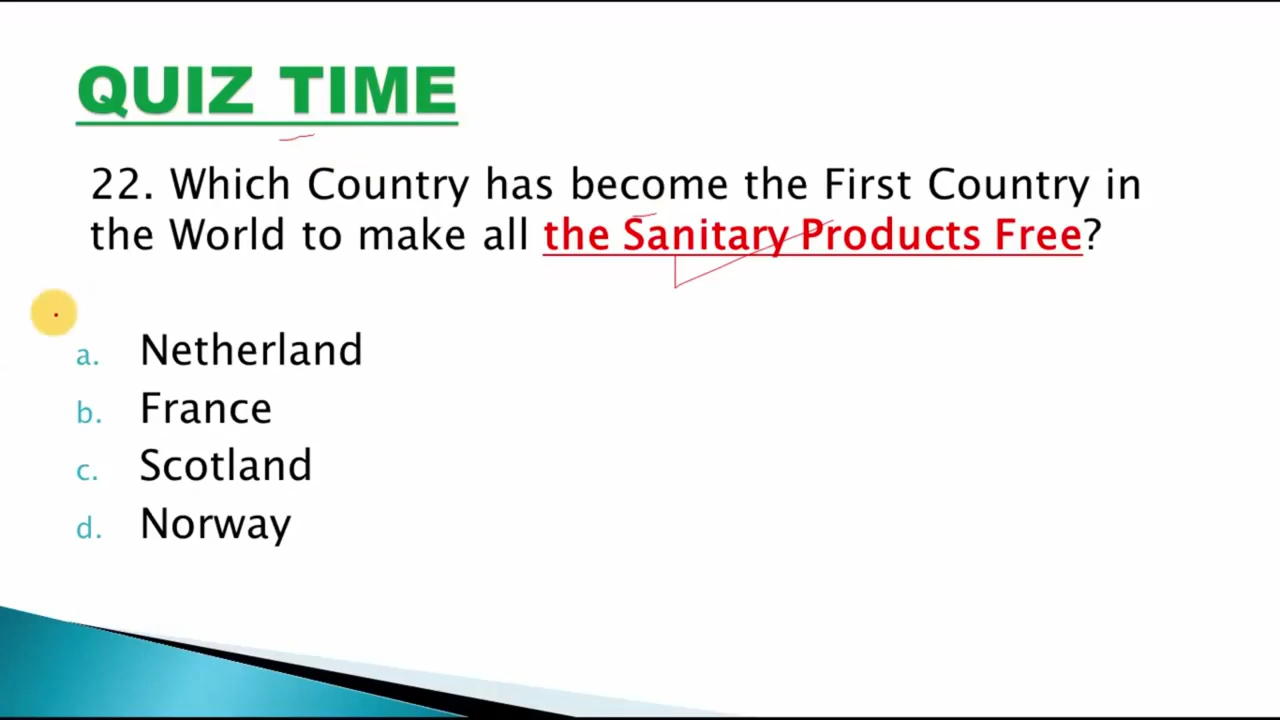 QUIZ TIME
22. Which Country has become the First Country in
the World to make all the Sanitary Products Free?
a. Netherland
b. France
c. Scotland
d. Norway